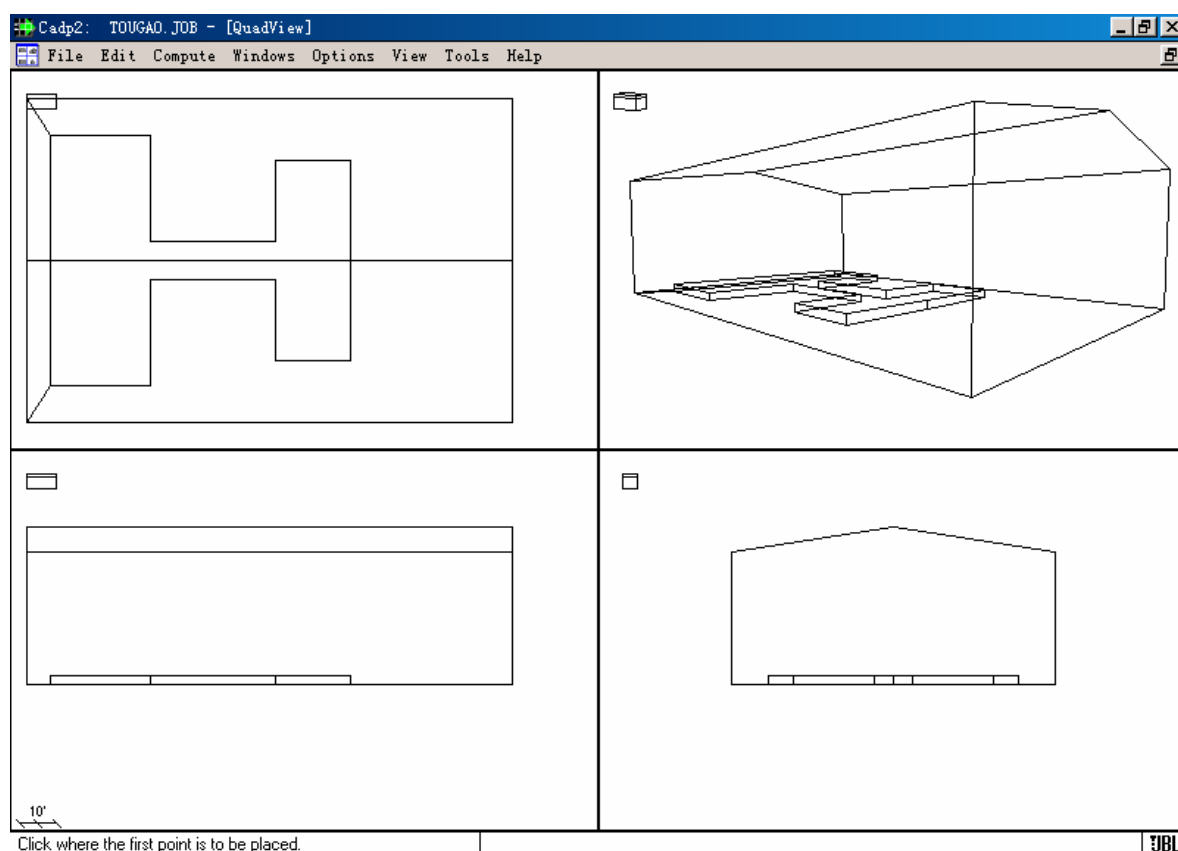 Cadp2: TOUGAO.JOB - [QuadView]
File Edit Compute Windows Options View Tools Help
10'
Click where the first point is to be placed.
JBL